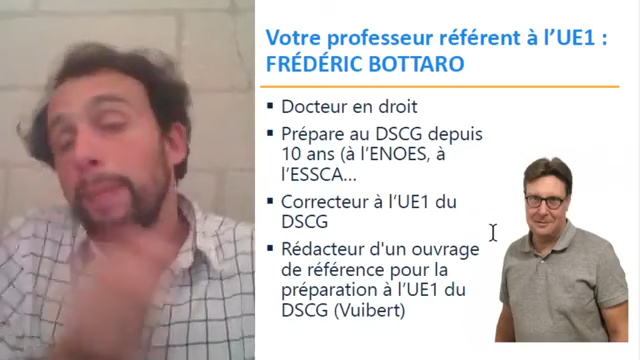 Votre professeur référent à l’UE1 :
FRÉDÉRIC BOTTARO
▪ Docteur en droit
▪ Prépare au DSCG depuis
10 ans (à l’ENOES, à
l’ESSCA...
▪ Correcteur à l’UE1 du
DSCG
▪ Rédacteur d'un ouvrage
de référence pour la
préparation à l’UE1 du
DSCG (Vuibert)